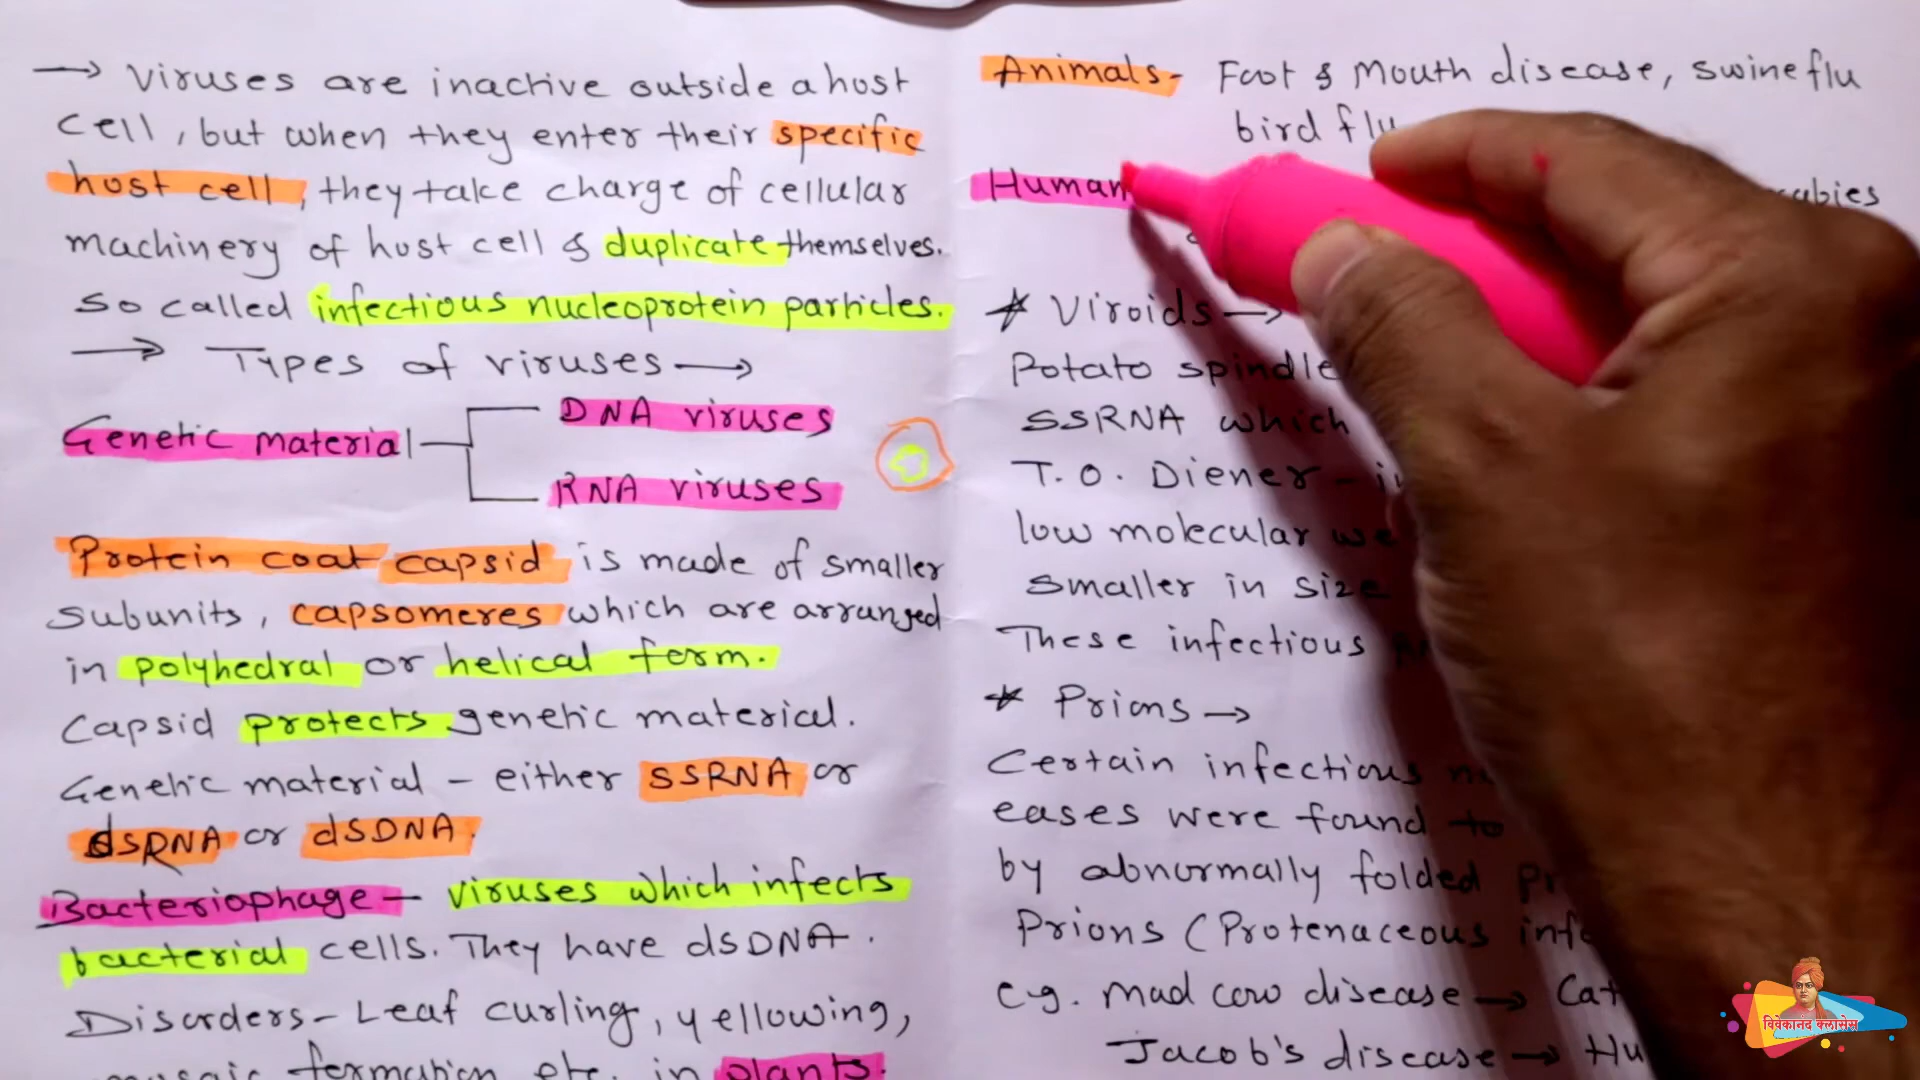 → Viruses are inactive outside a host
cell, but when they enter their specific
host cell, they take charge of cellular
machinery of host cell & duplicate themselves.
So called infectious nucleoprotein particles.
→ Types of viruses →
Genetic material
DNA viruses
RNA viruses
Protein coat capsid is made of smaller
subunits, capsomeres which are arranged
in polyhedral or helical form.
Capsid protects genetic material.
Genetic material - either SSRNA or
dsRNA or dSDNA.
Bacteriophage - viruses which infects
bacterial cells. They have dsDNA.
Disorders - Leaf curling, yellowing,
mosaic formation etc. in plants.
Animals - Foot & Mouth disease, swine flu
bird flu
Human
* Viroids →
Potato spindle
SSRNA which
T. O. Diener -
low molecular
smaller in size
These infectious
* Prions →
Certain infectious
eases were found to
by abnormally folded
Prions (Protenaceous
e.g. Mad cow disease →
Jacob's disease →
विवेकानंद क्लासेस